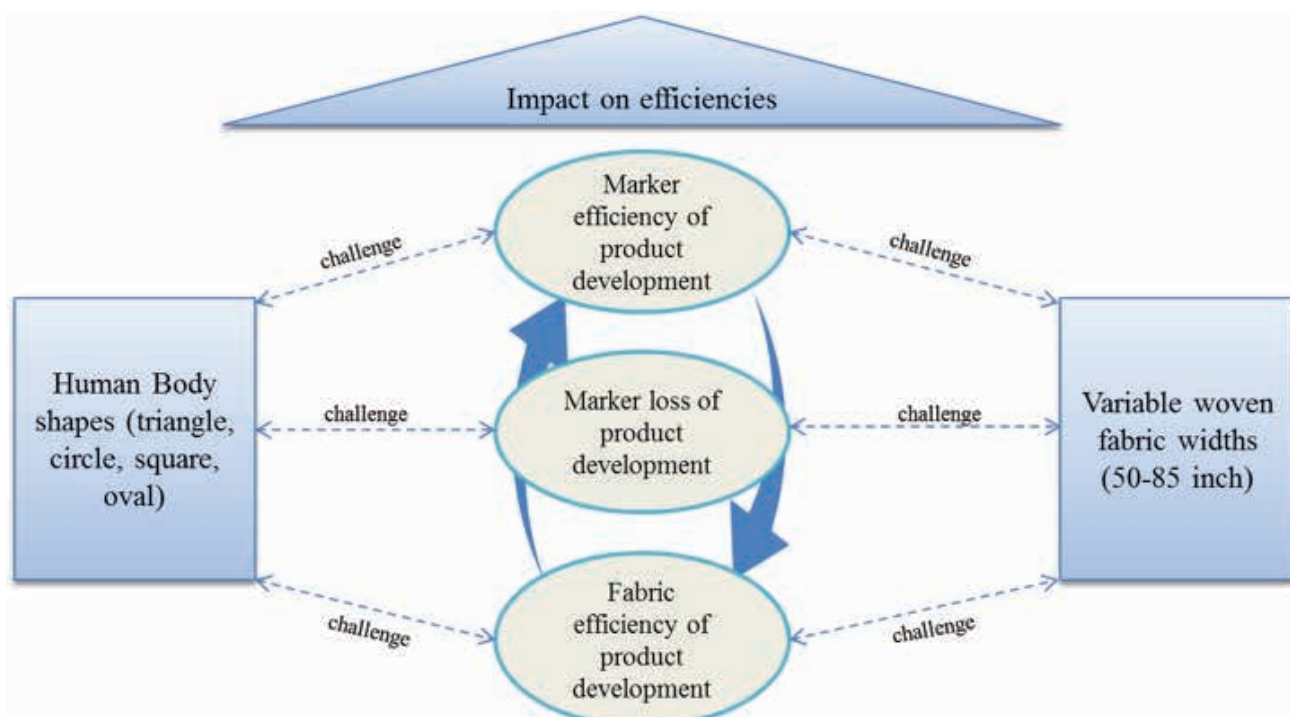 Impact on efficiencies
Marker
efficiency of
product
development
challenge
challenge
Human Body
shapes (triangle,
circle, square,
oval)
challenge
Marker loss of
product
development
challenge
Variable woven
fabric widths
(50-85 inch)
challenge
Fabric
efficiency of
product
development
challenge